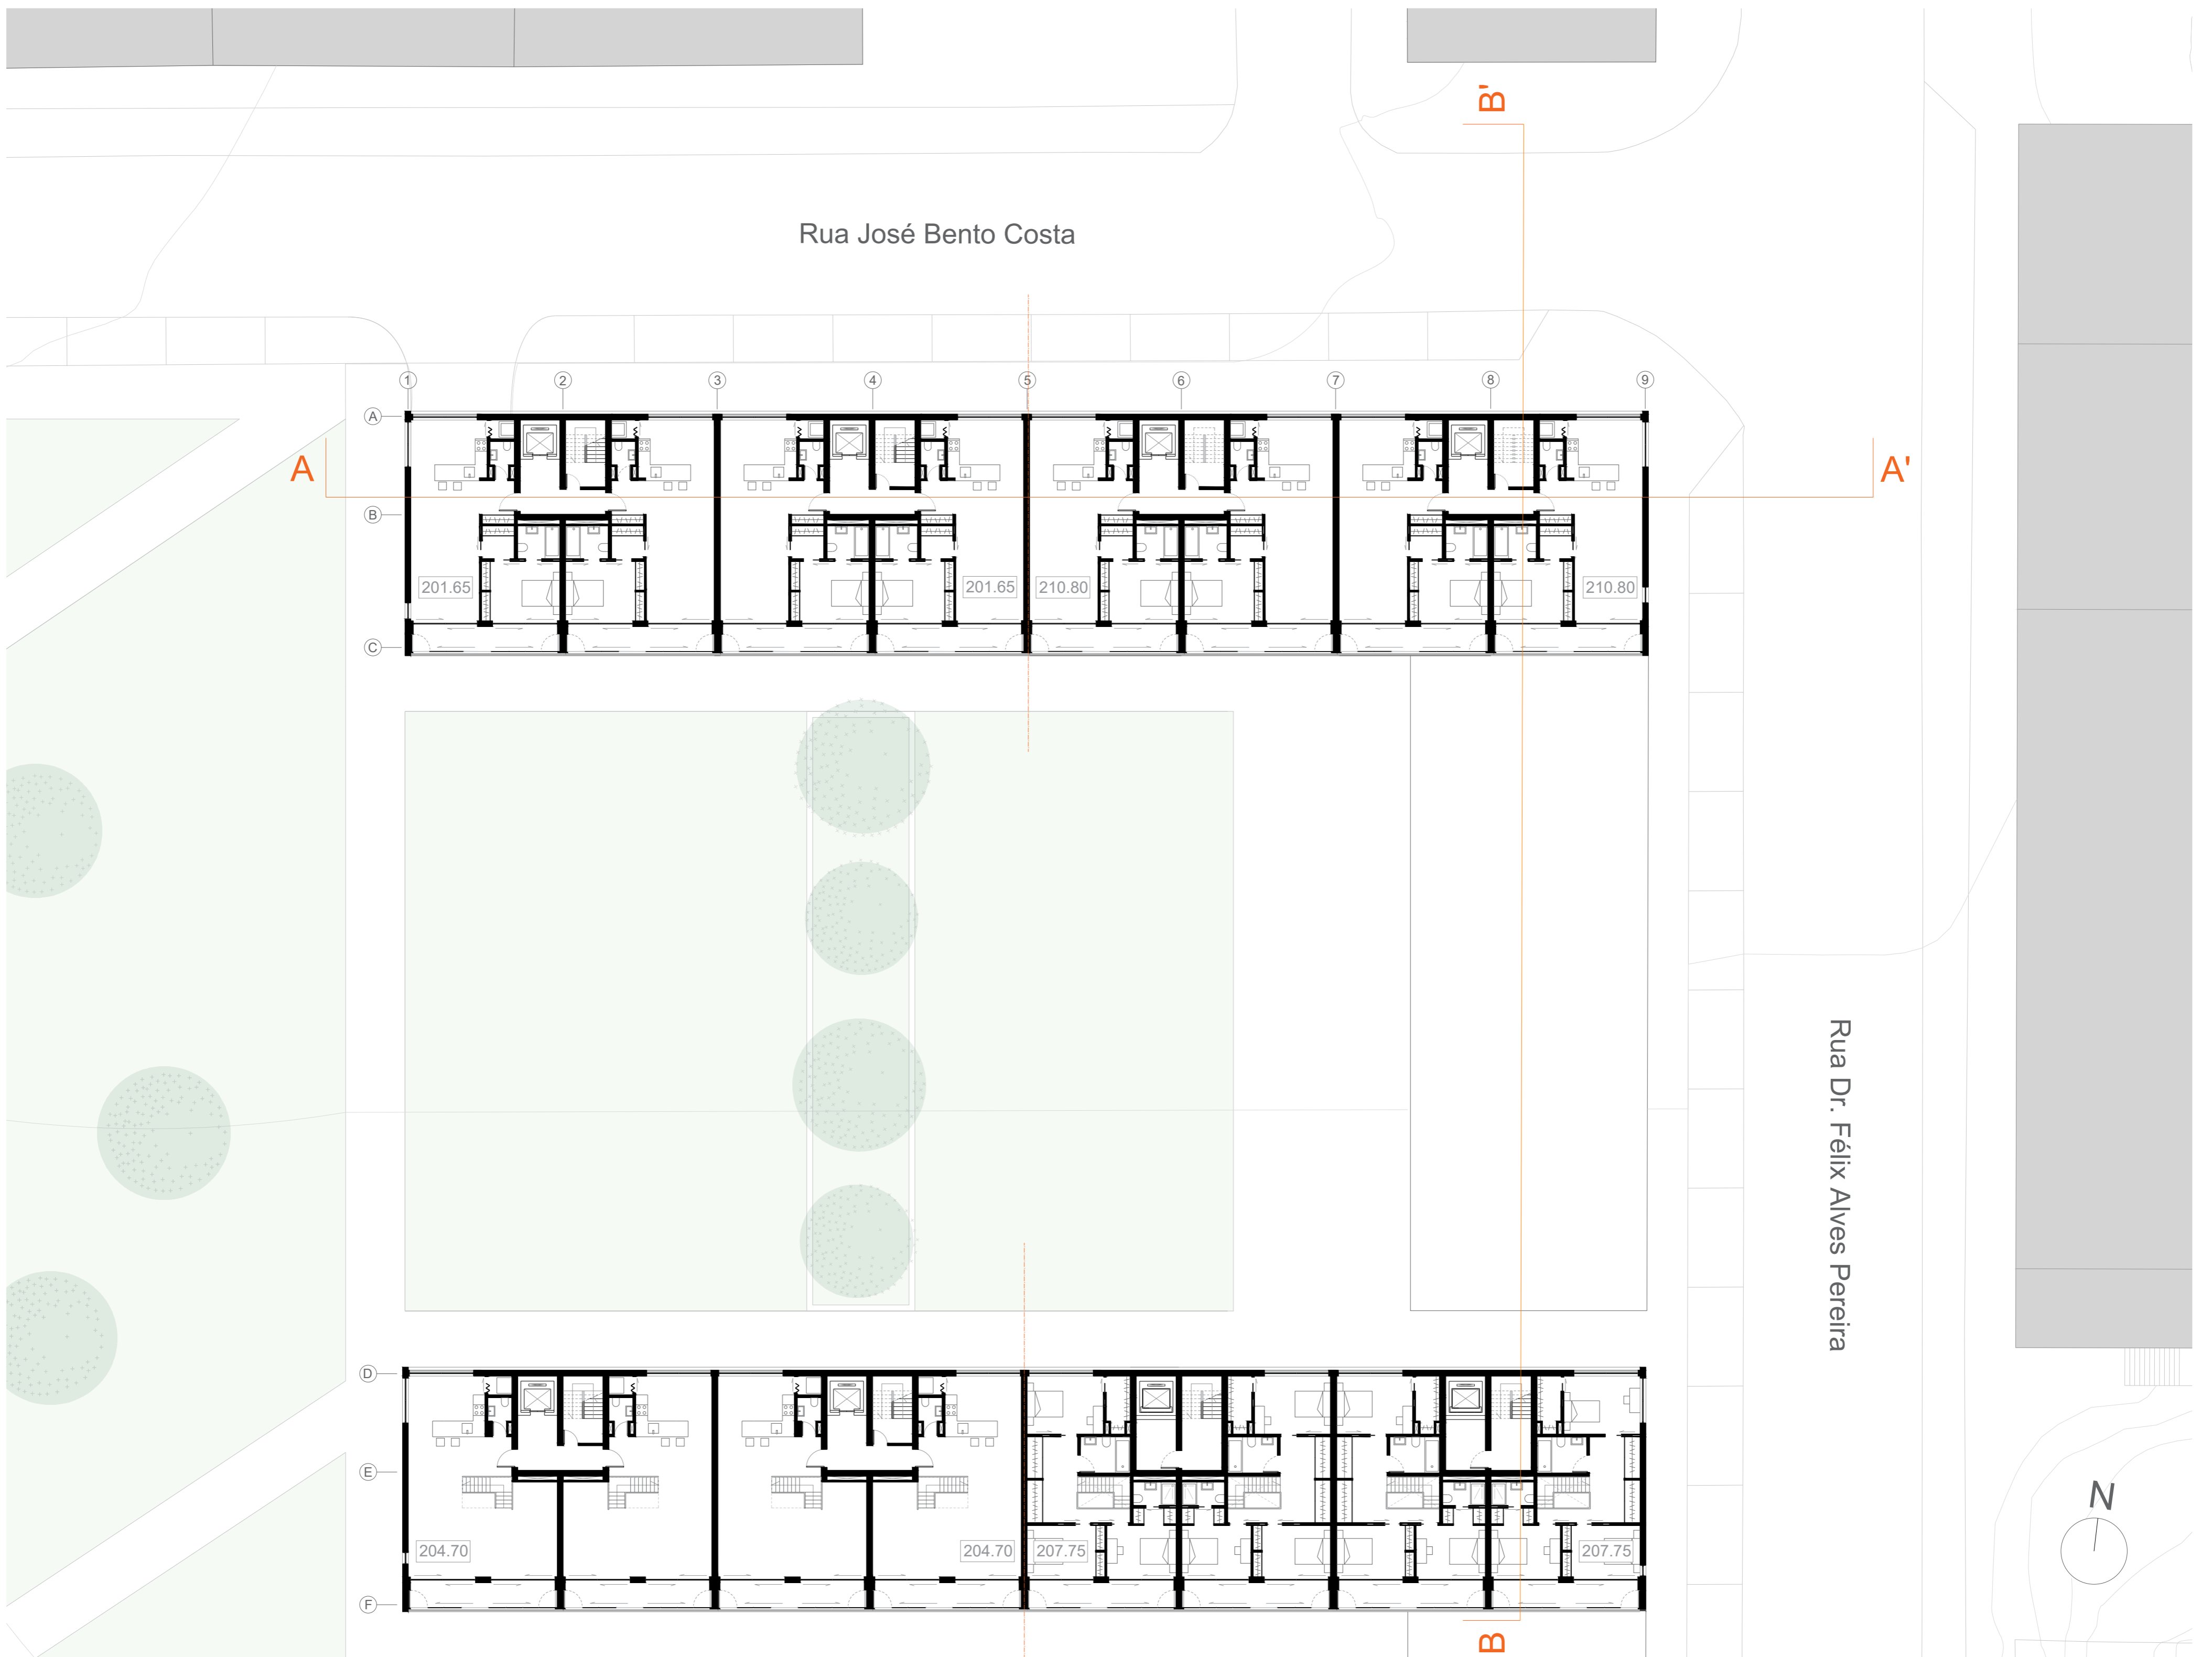 B'
Rua José Bento Costa
1 2 3 4 5 6 7 8 9
A
A A'
B
201.65 201.65 210.80 210.80
C
Rua Dr. Félix Alves Pereira
D
E
N
204.70 204.70 207.75 207.75
F
B